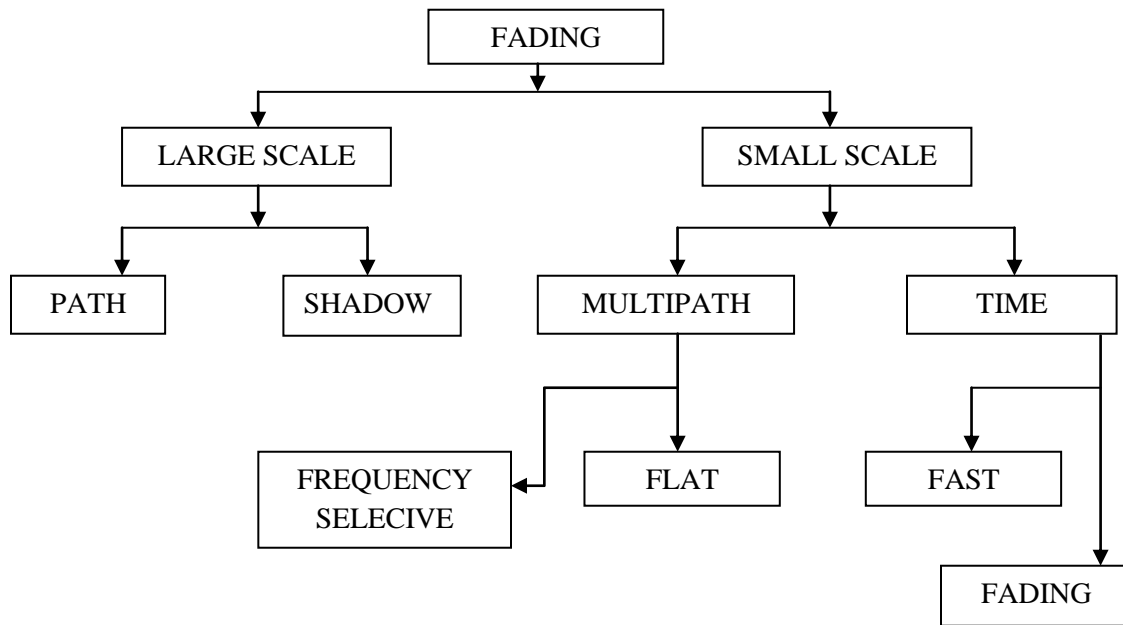 FADING
LARGE SCALE
SMALL SCALE
PATH
SHADOW
MULTIPATH
TIME
FREQUENCY
SELECIVE
FLAT
FAST
FADING